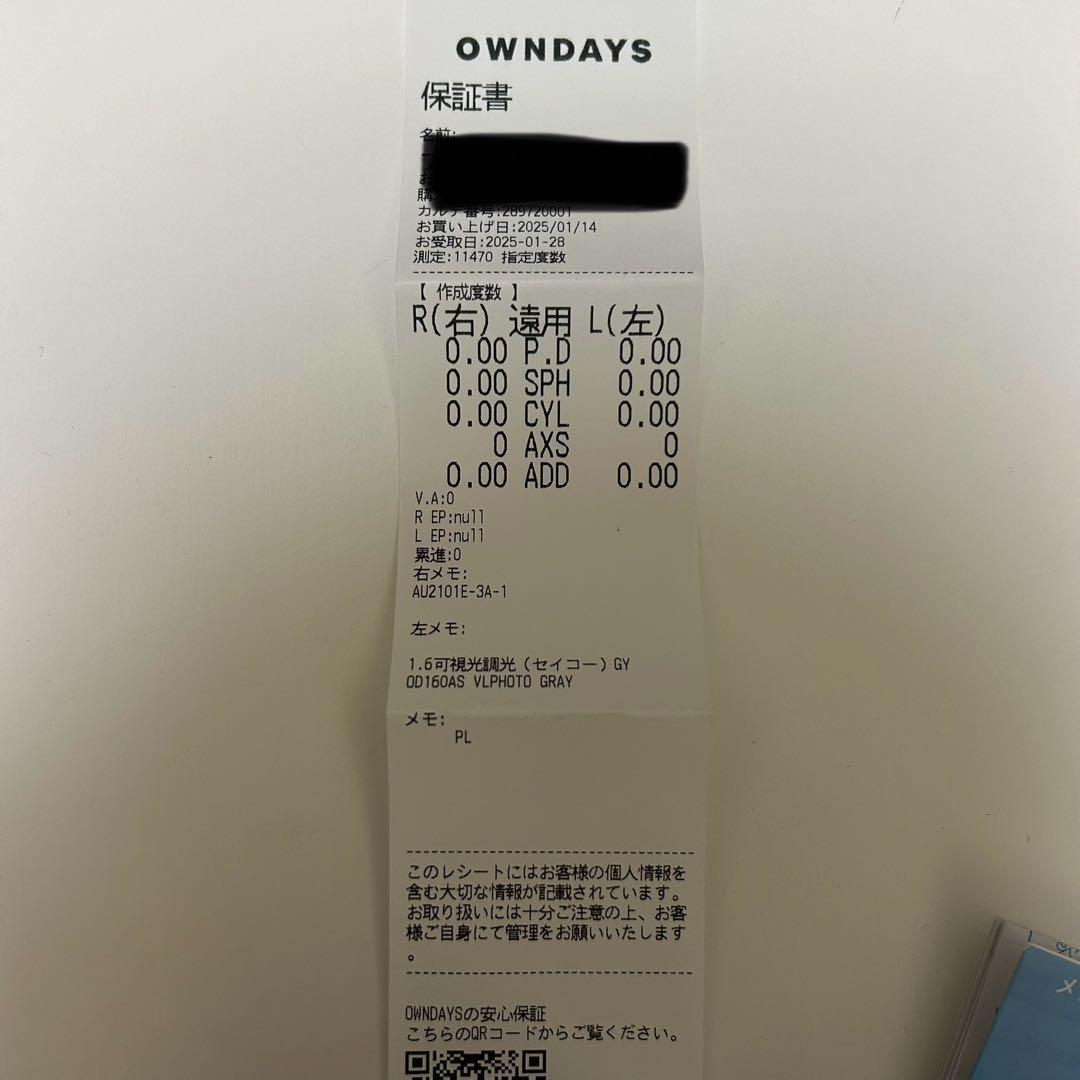 OWNDAYS
保証書
名前:
カルテ番号:289720001
お買い上げ日:2025/01/14
お受取日:2025-01-28
測定:11470 指定度数
【 作成度数 】
R(右) 遠用 L(左)
0.00 P.D 0.00
0.00 SPH 0.00
0.00 CYL 0.00
0 AXS 0
0.00 ADD 0.00
V.A:0
R EP:null
L EP:null
累進:0
右メモ:
AU2101E-3A-1
左メモ:
1.6可視光調光(セイコー)GY
OD160AS VLPHOTO GRAY
メモ:
PL
このレシートにはお客様の個人情報を
含む大切な情報が記載されています。
お取り扱いには十分ご注意の上、お客
様ご自身にて管理をお願いいたします
。
OWNDAYSの安心保証
こちらのQRコードからご覧ください。
メ